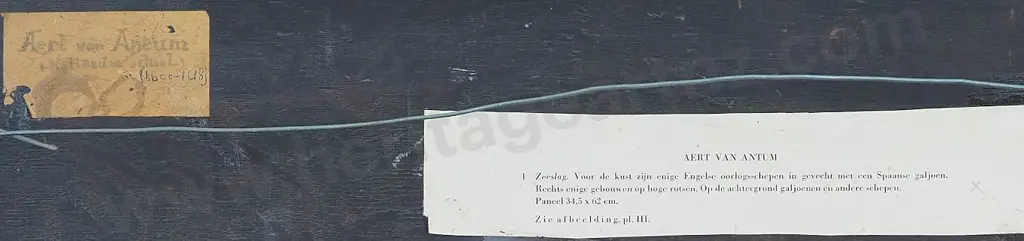 Aert van Antum
(1600-1618)
AERT VAN ANTUM
1 Zeeslag. Voor de kust zijn enige Engelse oorlogsschepen in gevecht met een Spaanse galjoen.
Rechts enige gebouwen op hoge rotsen. Op de achtergrond galjoenen en andere schepen.
Paneel 34,5 x 62 cm.
Zie afbeelding, pl. III.